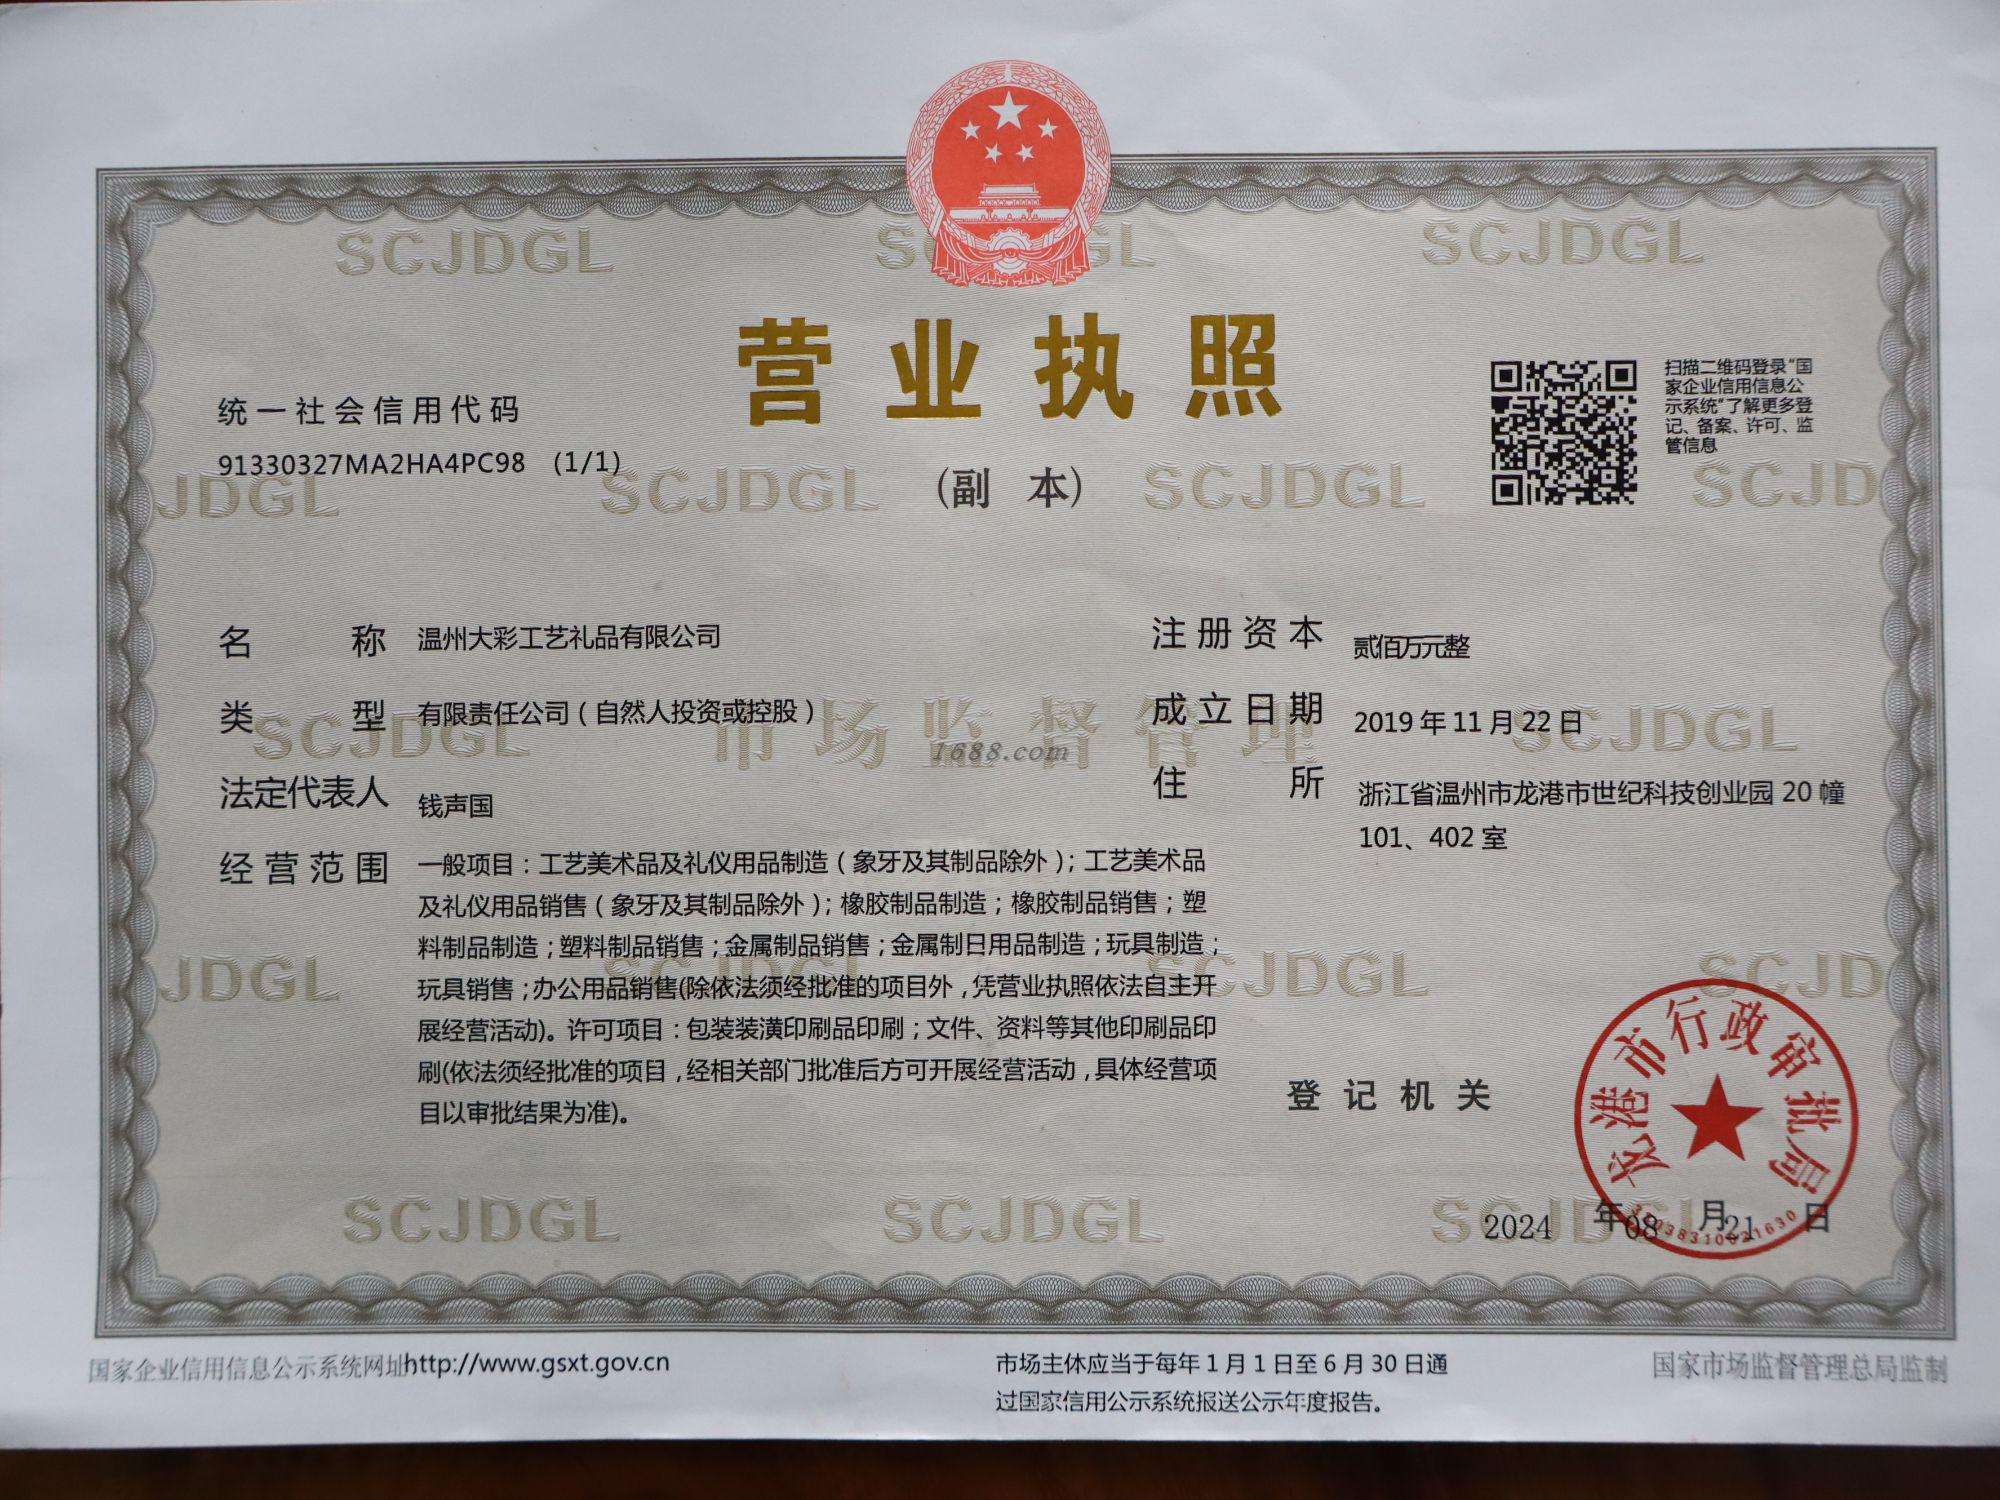 营业执照
(副 本)
统一社会信用代码
91330327MA2HA4PC98 (1/1)
扫描二维码登录“国
家企业信用信息公
示系统”了解更多登
记、备案、许可、监
管信息
名 称 温州大彩工艺礼品有限公司
类 型 有限责任公司(自然人投资或控股)
法定代表人 钱声国
经营范围 一般项目:工艺美术品及礼仪用品制造(象牙及其制品除外);工艺美术品
及礼仪用品销售(象牙及其制品除外);橡胶制品制造;橡胶制品销售;塑
料制品制造;塑料制品销售;金属制品销售;金属制日用品制造;玩具制造;
玩具销售;办公用品销售(除依法须经批准的项目外,凭营业执照依法自主开
展经营活动)。许可项目:包装装潢印刷品印刷;文件、资料等其他印刷品印
刷(依法须经批准的项目,经相关部门批准后方可开展经营活动,具体经营项
目以审批结果为准)。
注册资本 贰佰万元整
成立日期 2019年11月22日
住 所 浙江省温州市龙港市世纪科技创业园20幢
101、402室
SCJDGL
市场监督管理
1688.com
登记机关
龙港市行政审批局
2024 年 08 月 21 日
国家企业信用信息公示系统网址http://www.gsxt.gov.cn
市场主体应当于每年1月1日至6月30日通
过国家信用公示系统报送公示年度报告。
国家市场监督管理总局监制